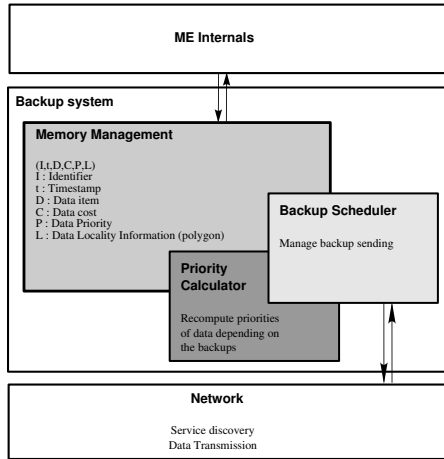 ME Internals
Backup system
Memory Management
(I,t,D,C,P,L)
I : Identifier
t : Timestamp
D : Data item
C : Data cost
P : Data Priority
L : Data Locality Information (polygon)
Backup Scheduler
Manage backup sending
Priority
Calculator
Recompute priorities
of data depending on
the backups
Network
Service discovery
Data Transmission